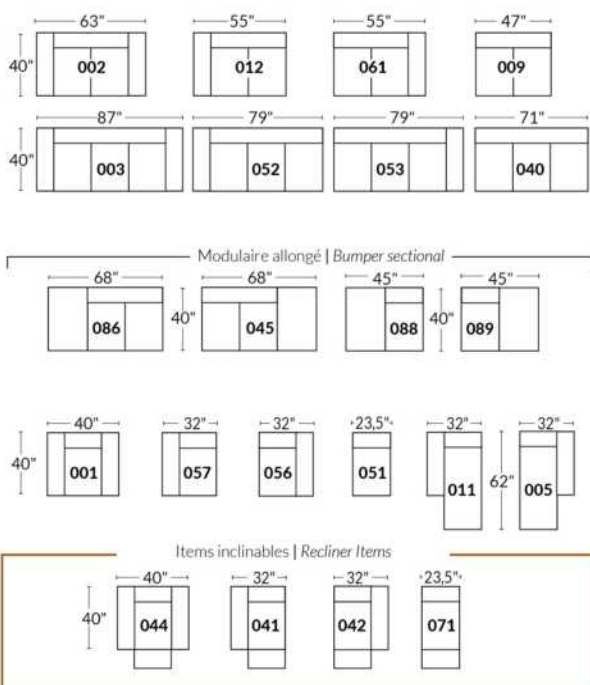 63" 55" 55" 47"
40" 002 012 061 009
87" 79" 79" 71"
40" 003 052 053 040
Modulaire allongé | Bumper sectional
68" 68" 45" 45"
086 40" 045 088 40" 089
40" 32" 32" 23,5" 32" 32"
40" 001 057 056 051 011 62" 005
Items inclinables | Recliner Items
40" 32" 32" 23,5"
40" 044 041 042 071